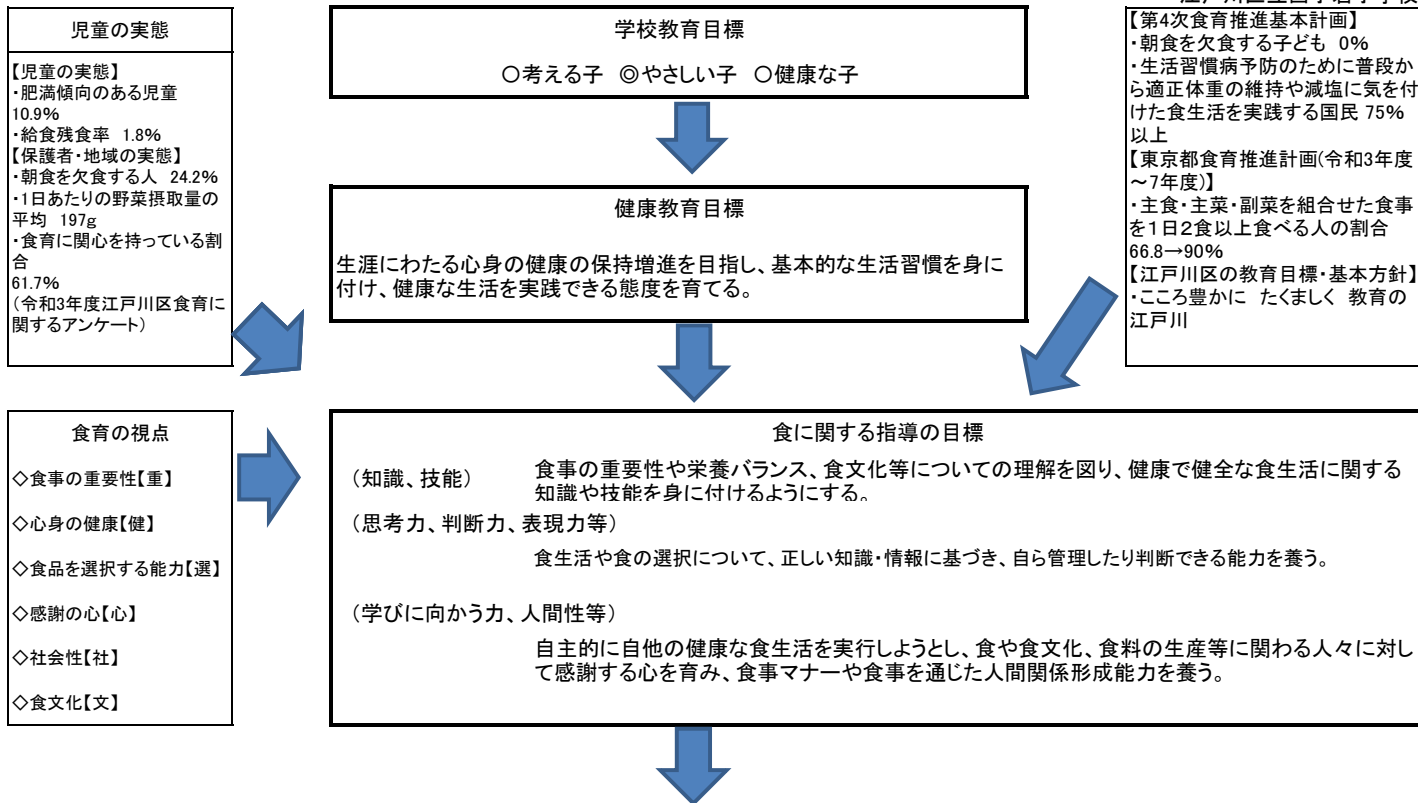 児童の実態
【児童の実態】
・肥満傾向のある児童
10.9%
・給食残食率 1.8%
【保護者・地域の実態】
・朝食を欠食する人 24.2%
・1日あたりの野菜摂取量の
平均 197g
・食育に関心を持っている割
合
61.7%
(令和3年度江戸川区食育に
関するアンケート)
学校教育目標
〇考える子 ◎やさしい子 〇健康な子
健康教育目標
生涯にわたる心身の健康の保持増進を目指し、基本的な生活習慣を身に
付け、健康な生活を実践できる態度を育てる。
【第4次食育推進基本計画】
・朝食を欠食する子ども 0%
・生活習慣病予防のために普段か
ら適正体重の維持や減塩に気を付
けた食生活を実践する国民 75%
以上
【東京都食育推進計画(令和3年度
～7年度)】
・主食・主菜・副菜を組合せた食事
を1日2食以上食べる人の割合
66.8→90%
【江戸川区の教育目標・基本方針】
・こころ豊かに たくましく 教育の
江戸川
食育の視点
◇食事の重要性【重】
◇心身の健康【健】
◇食品を選択する能力【選】
◇感謝の心【心】
◇社会性【社】
◇食文化【文】
食に関する指導の目標
(知識、技能) 食事の重要性や栄養バランス、食文化等についての理解を図り、健康で健全な食生活に関する
知識や技能を身に付けるようにする。
(思考力、判断力、表現力等)
食生活や食の選択について、正しい知識・情報に基づき、自ら管理したり判断できる能力を養う。
(学びに向かう力、人間性等)
自主的に自他の健康な食生活を実行しようとし、食や食文化、食料の生産等に関わる人々に対し
て感謝する心を育み、食事マナーや食事を通じた人間関係形成能力を養う。